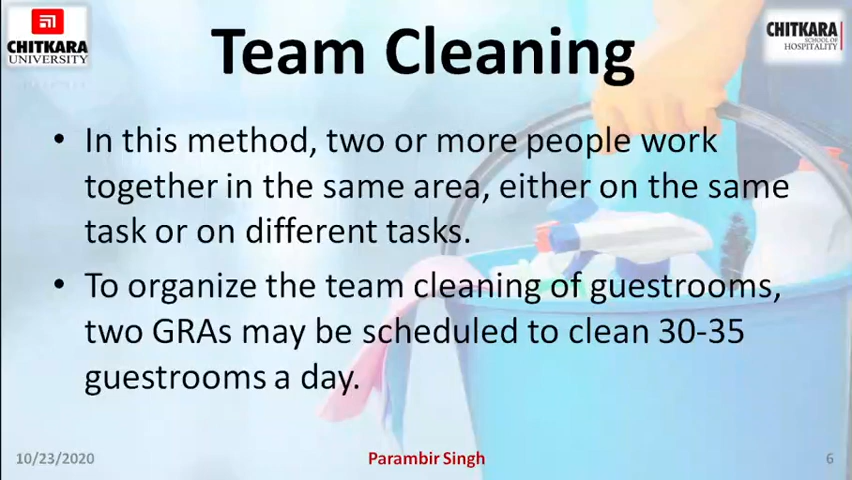 CHITKARA
UNIVERSITY
CHITKARA
SCHOOL OF
HOSPITALITY
Team Cleaning
• In this method, two or more people work
together in the same area, either on the same
task or on different tasks.
• To organize the team cleaning of guestrooms,
two GRAs may be scheduled to clean 30-35
guestrooms a day.
10/23/2020
Parambir Singh
6